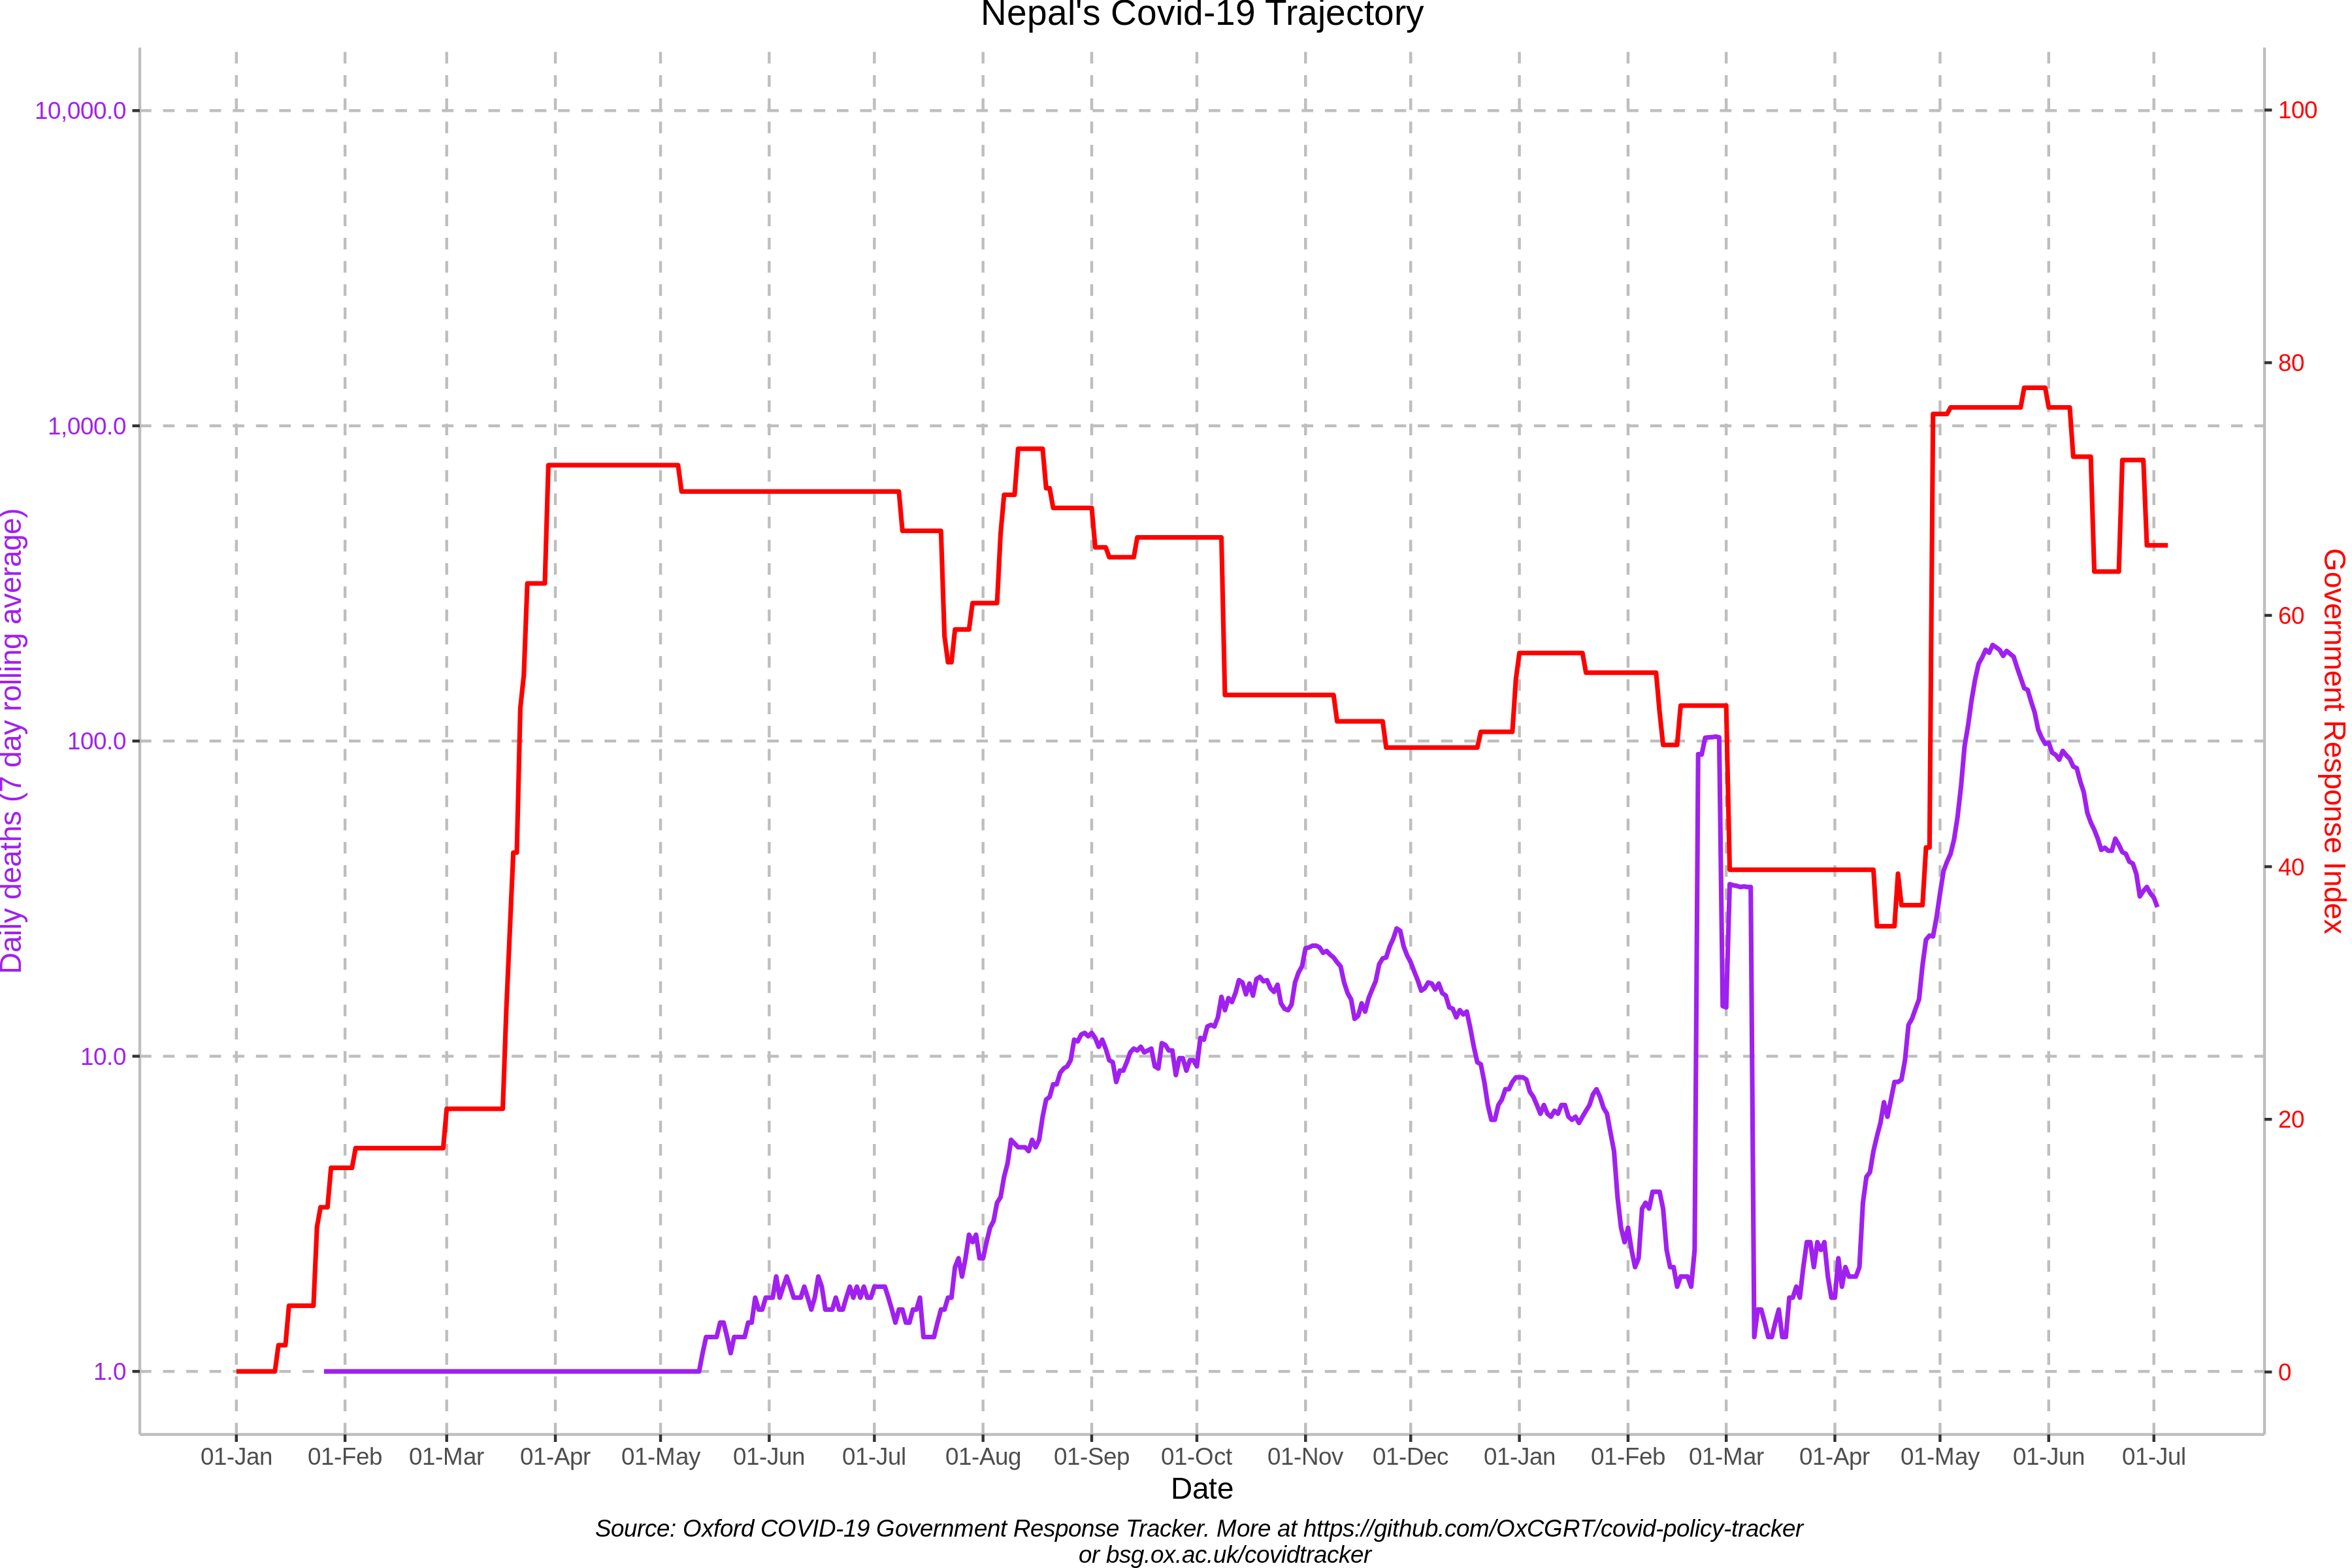 Nepal's Covid-19 Trajectory
10,000.0
1,000.0
100.0
10.0
1.0
Daily deaths (7 day rolling average)
100
80
60
40
20
0
Government Response Index
01-Jan 01-Feb 01-Mar 01-Apr 01-May 01-Jun 01-Jul 01-Aug 01-Sep 01-Oct 01-Nov 01-Dec 01-Jan 01-Feb 01-Mar 01-Apr 01-May 01-Jun 01-Jul
Date
Source: Oxford COVID-19 Government Response Tracker. More at https://github.com/OxCGRT/covid-policy-tracker
or bsg.ox.ac.uk/covidtracker